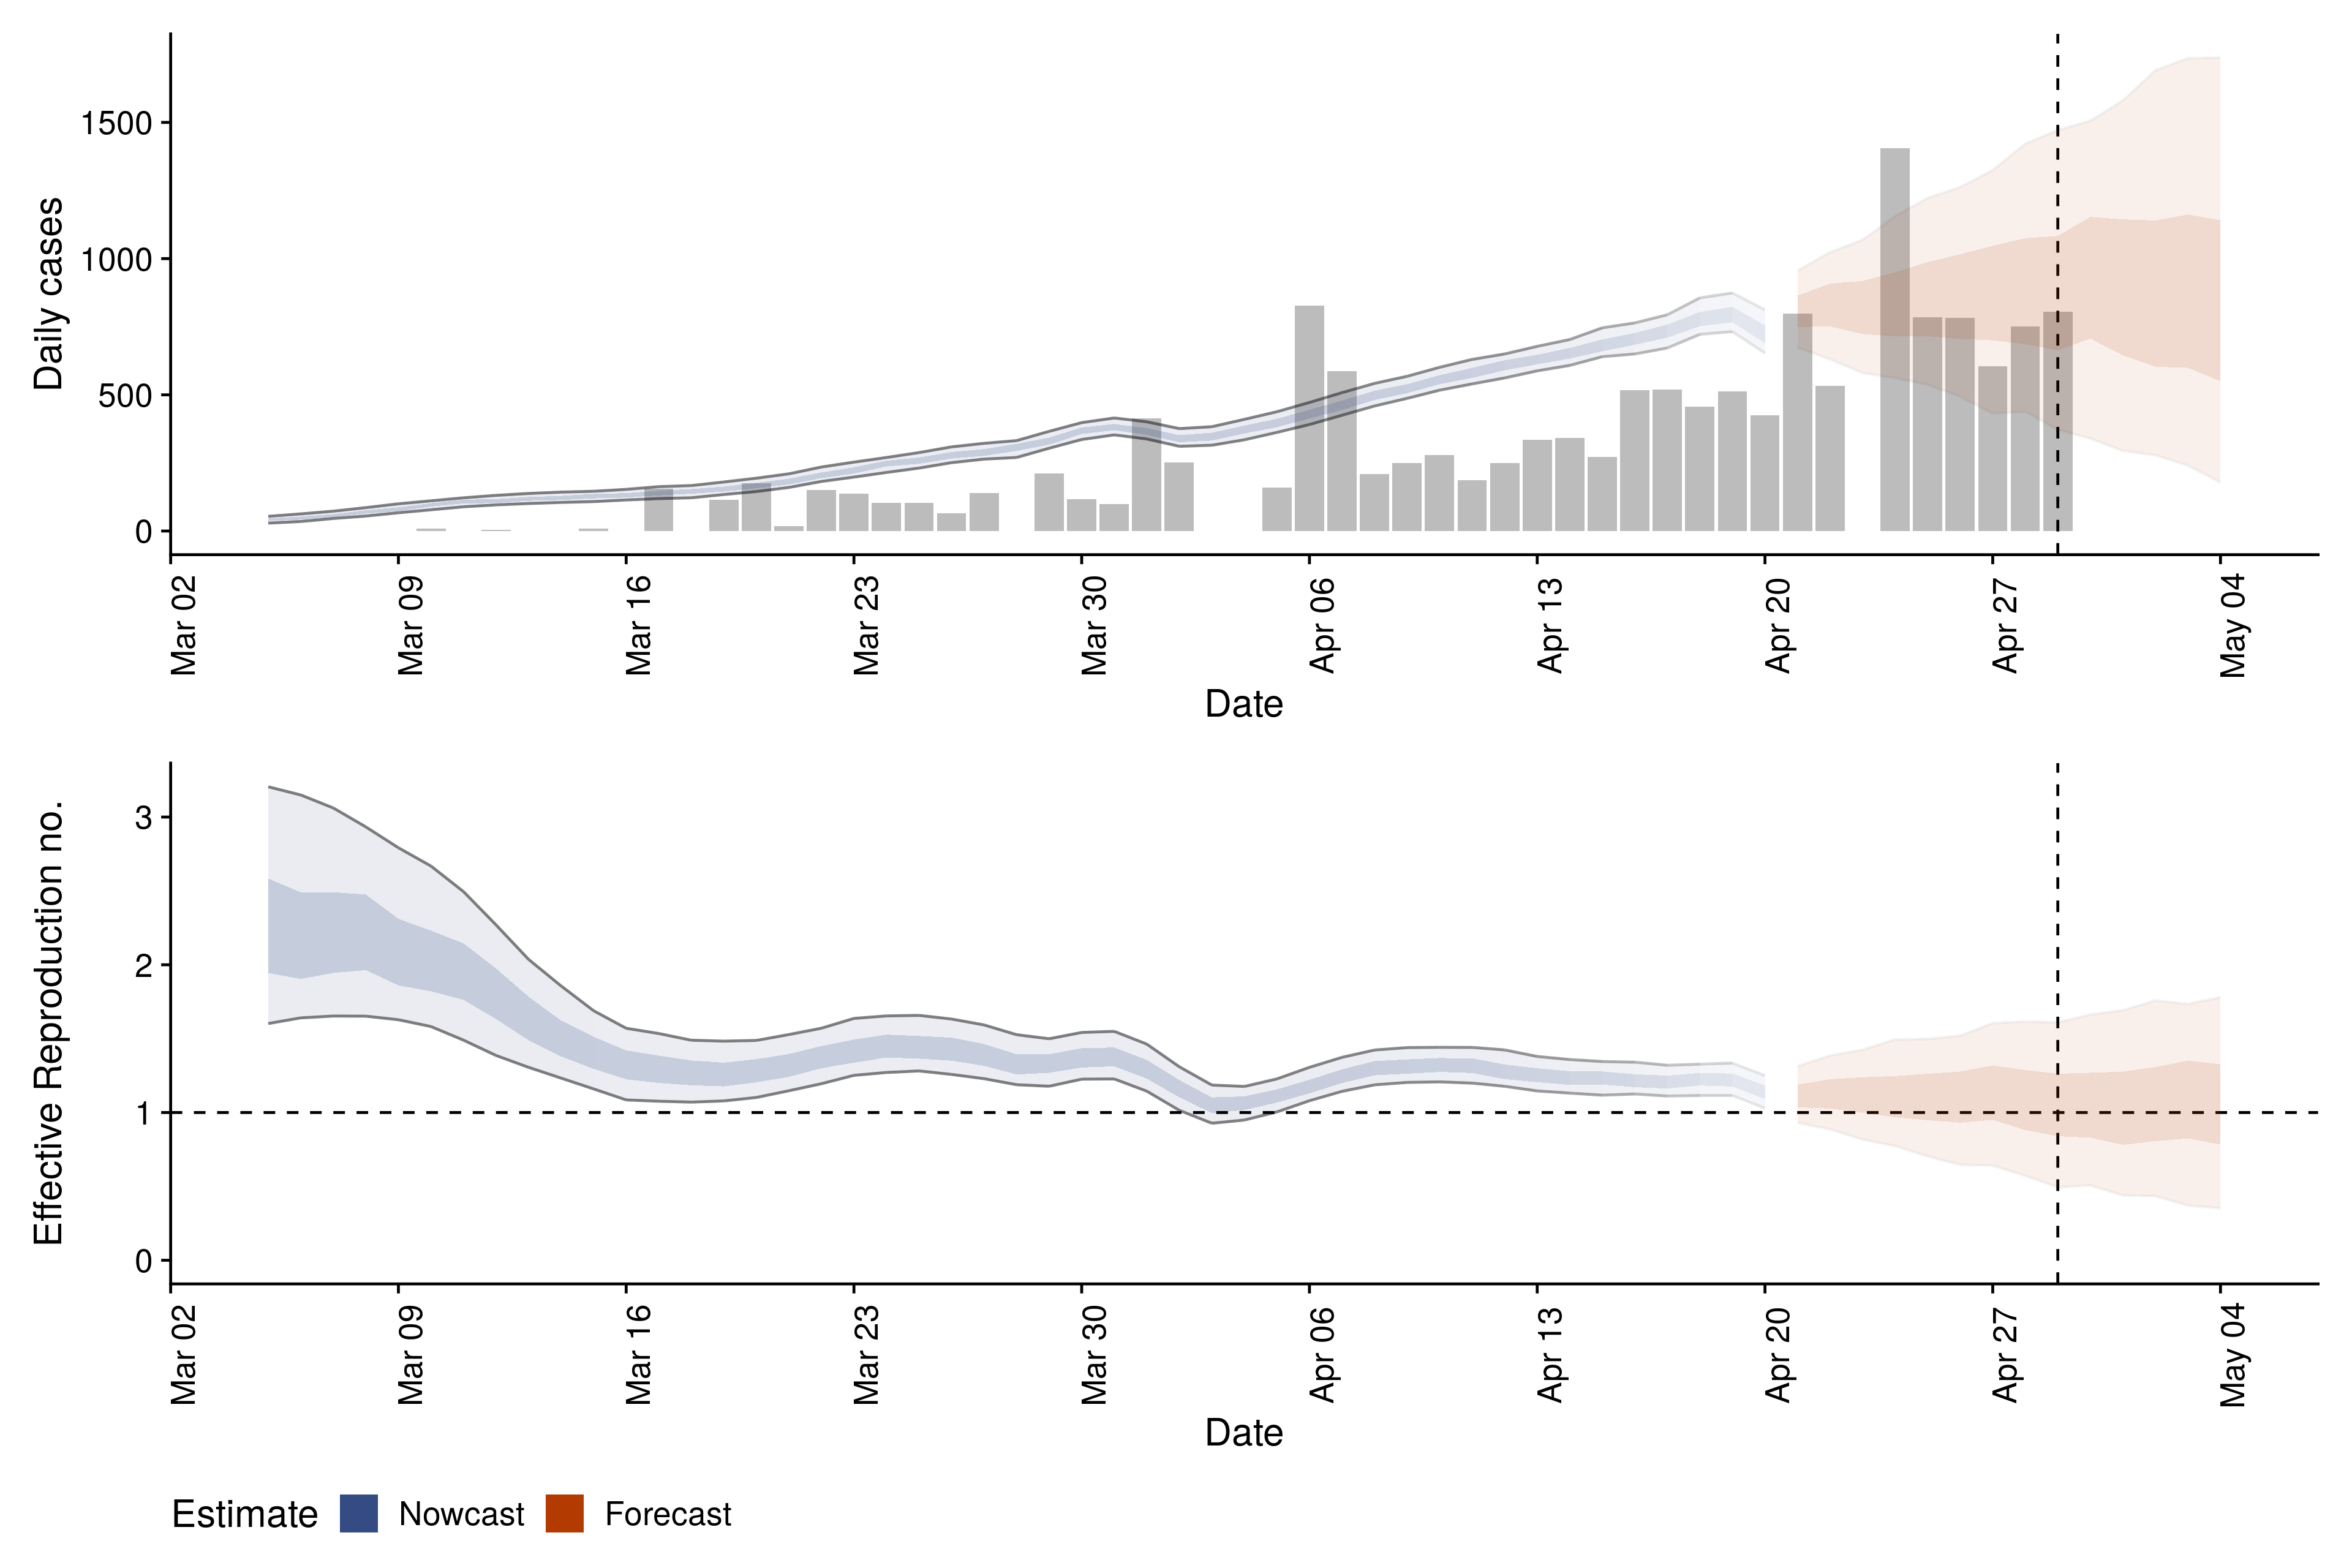 Daily cases
1500
1000
500
0
Mar 02
Mar 09
Mar 16
Mar 23
Mar 30
Apr 06
Apr 13
Apr 20
Apr 27
May 04
Date
Effective Reproduction no.
3
2
1
0
Mar 02
Mar 09
Mar 16
Mar 23
Mar 30
Apr 06
Apr 13
Apr 20
Apr 27
May 04
Date
Estimate Nowcast Forecast